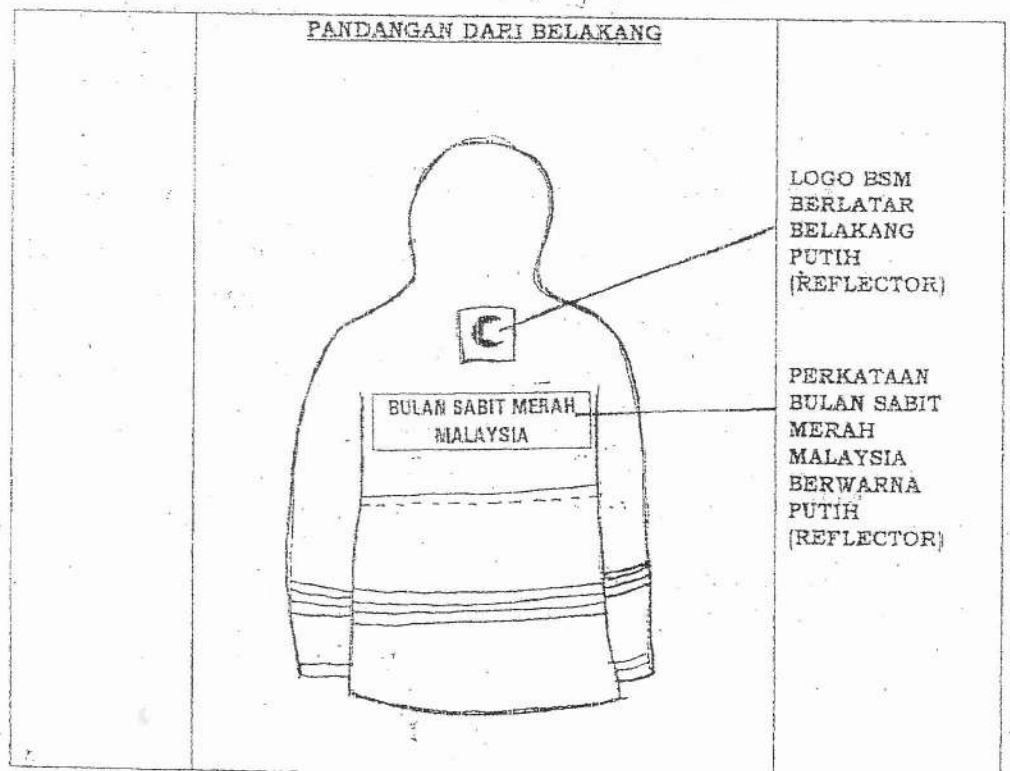 PANDANGAN DARI BELAKANG
LOGO BSM
BERLATAR
BELAKANG
PUTIH
(REFLECTOR)
BULAN SABIT MERAH
MALAYSIA
PERKATAAN
BULAN SABIT
MERAH
MALAYSIA
BERWARNA
PUTIH
(REFLECTOR)